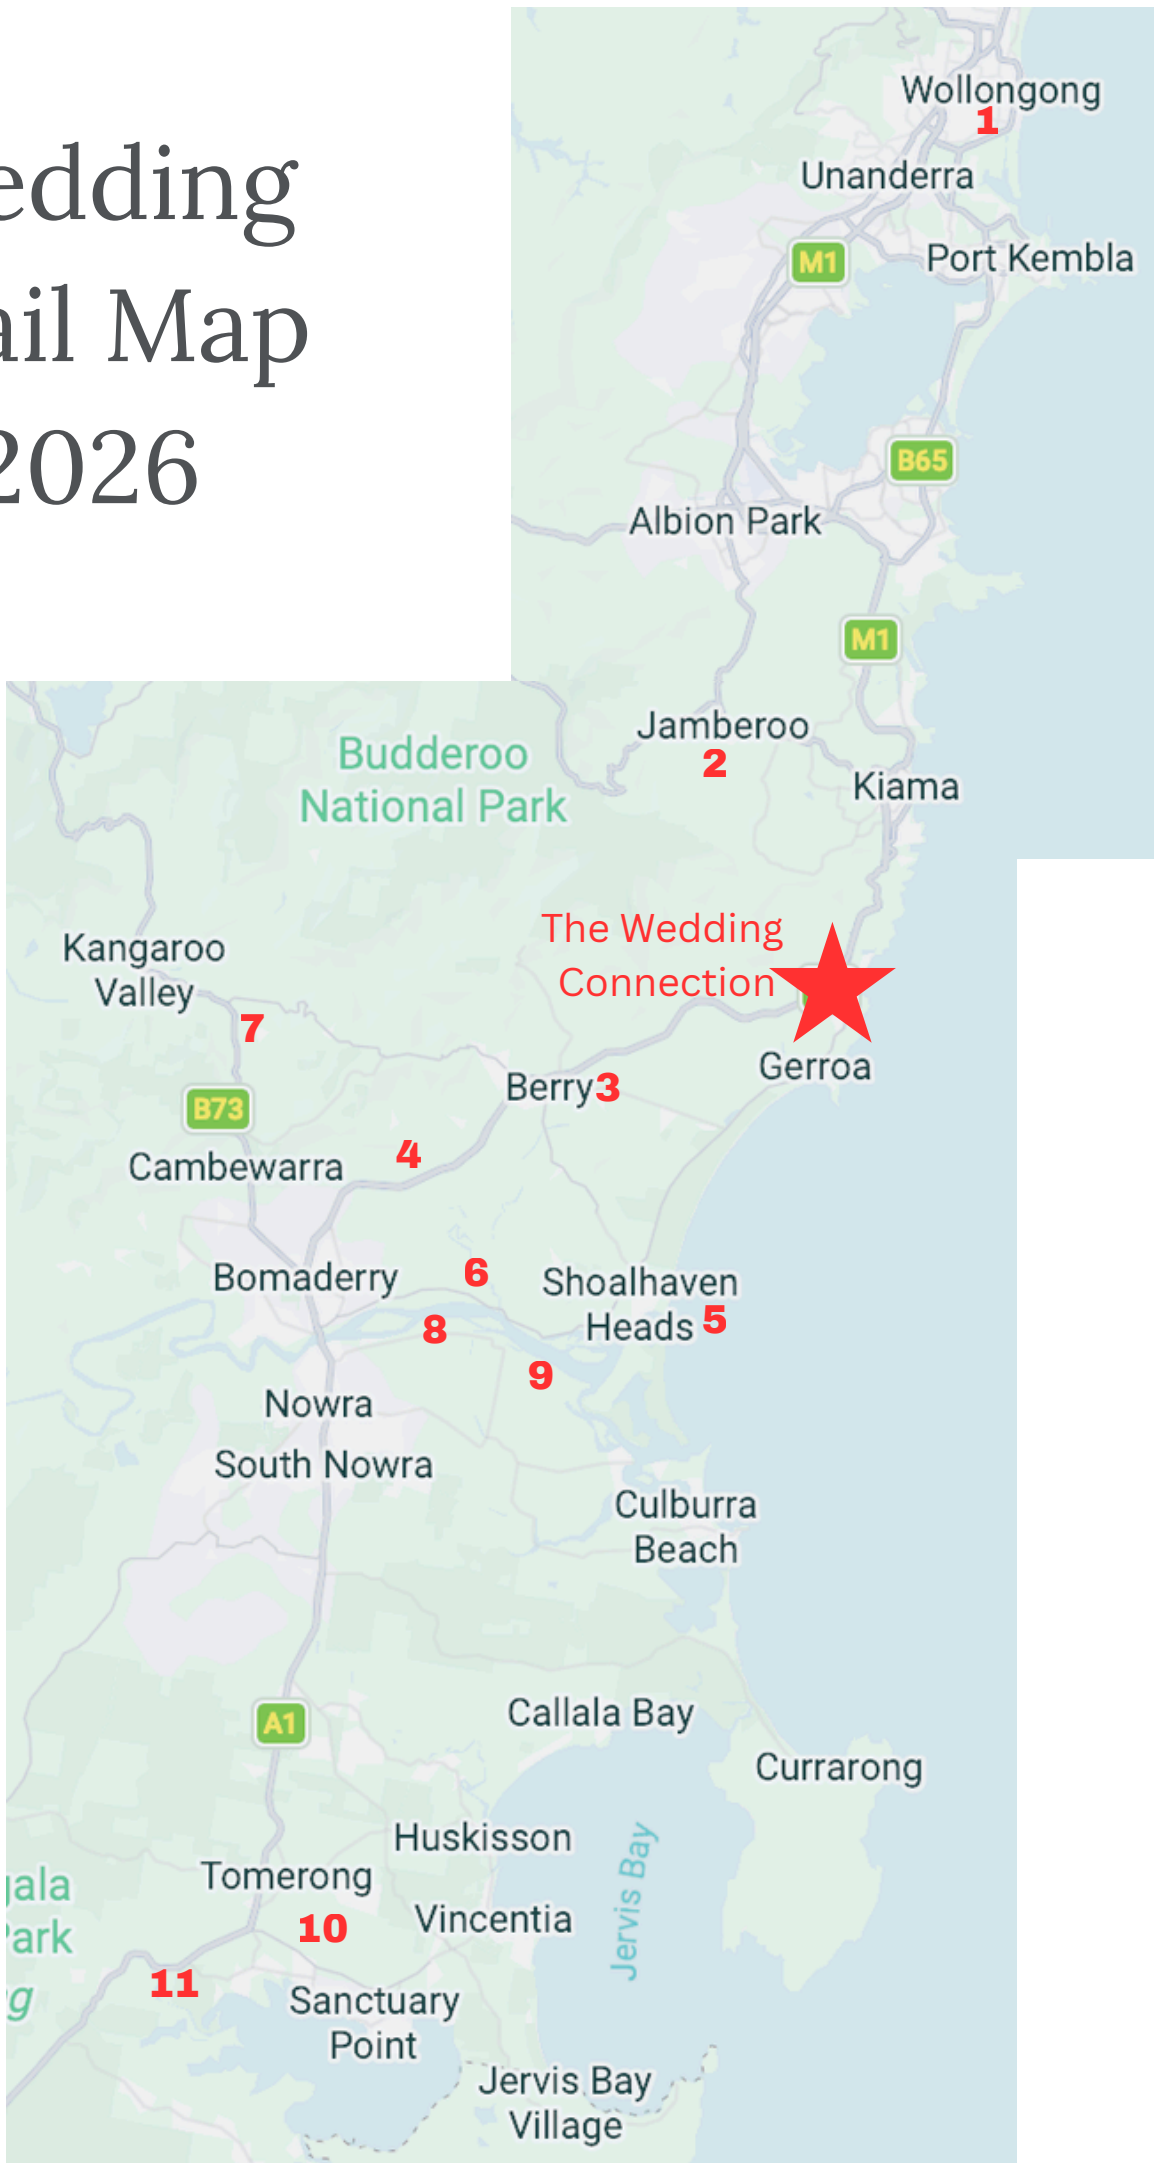 edding
ail Map
2026
Wollongong
1
Unanderra
M1
Port Kembla
B65
Albion Park
M1
Jamberoo
2
Kiama
Budderoo
National Park
The Wedding
Connection
Kangaroo
Valley
7
Gerroa
Berry 3
B73
4
Cambewarra
6
Bomaderry
Shoalhaven
Heads 5
8
9
Nowra
South Nowra
Culburra
Beach
A1
Callala Bay
Currarong
Huskisson
Jervis Bay
Tomerong
gala
Park
g
10
Vincentia
11
Sanctuary
Point
Jervis Bay
Village